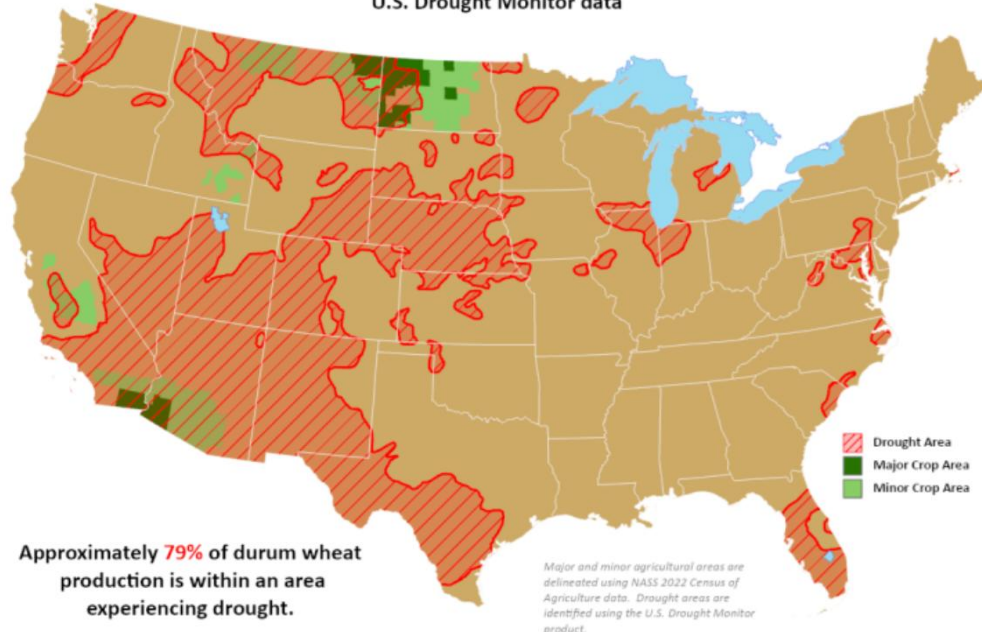 U.S. Drought Monitor data
Drought Area
Major Crop Area
Minor Crop Area
Approximately 79% of durum wheat
production is within an area
experiencing drought.
Major and minor agricultural areas are
delineated using NASS 2022 Census of
Agriculture data. Drought areas are
identified using the U.S. Drought Monitor
product.